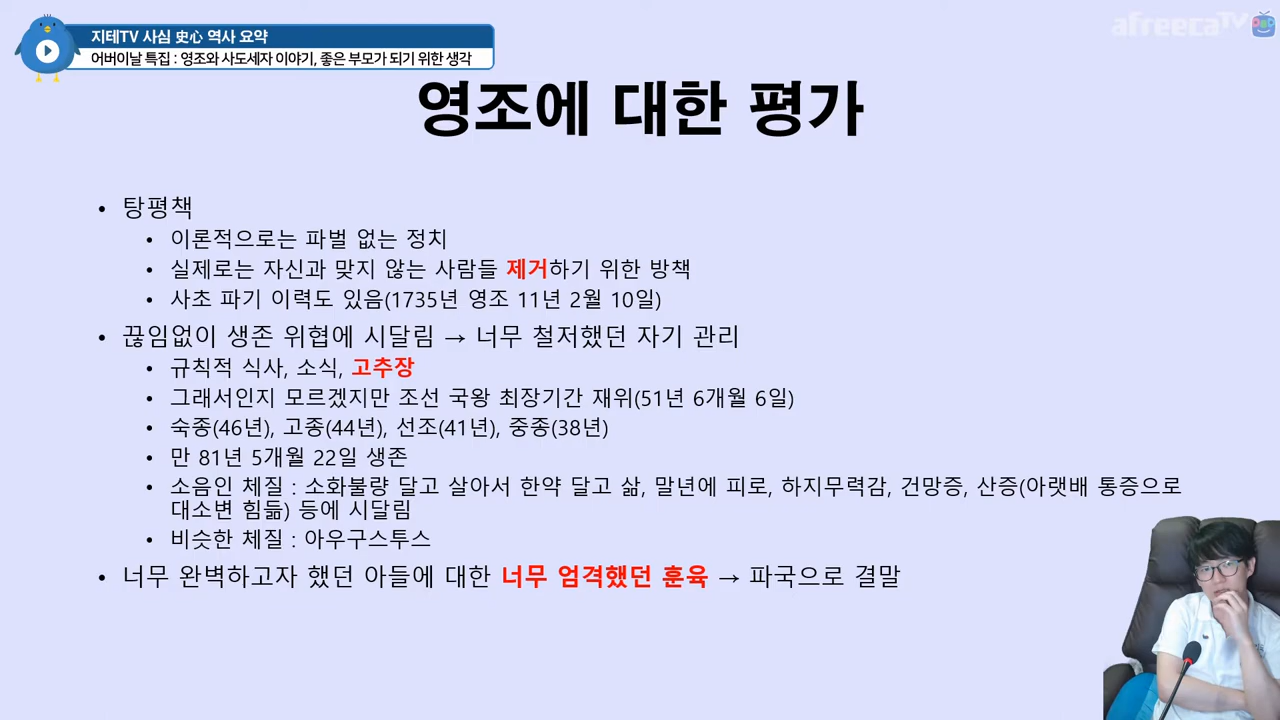 afreecaTV
지테TV 사심 史心 역사 요약
어버이날 특집 : 영조와 사도세자 이야기, 좋은 부모가 되기 위한 생각
영조에 대한 평가
• 탕평책
• 이론적으로는 파벌 없는 정치
• 실제로는 자신과 맞지 않는 사람들 제거하기 위한 방책
• 사초 파기 이력도 있음(1735년 영조 11년 2월 10일)
• 끊임없이 생존 위협에 시달림 → 너무 철저했던 자기 관리
• 규칙적 식사, 소식, 고추장
• 그래서인지 모르겠지만 조선 국왕 최장기간 재위(51년 6개월 6일)
• 숙종(46년), 고종(44년), 선조(41년), 중종(38년)
• 만 81년 5개월 22일 생존
• 소음인 체질 : 소화불량 달고 살아서 한약 달고 삶, 말년에 피로, 하지무력감, 건망증, 산증(아랫배 통증으로
대소변 힘듦) 등에 시달림
• 비슷한 체질 : 아우구스투스
• 너무 완벽하고자 했던 아들에 대한 너무 엄격했던 훈육 → 파국으로 결말